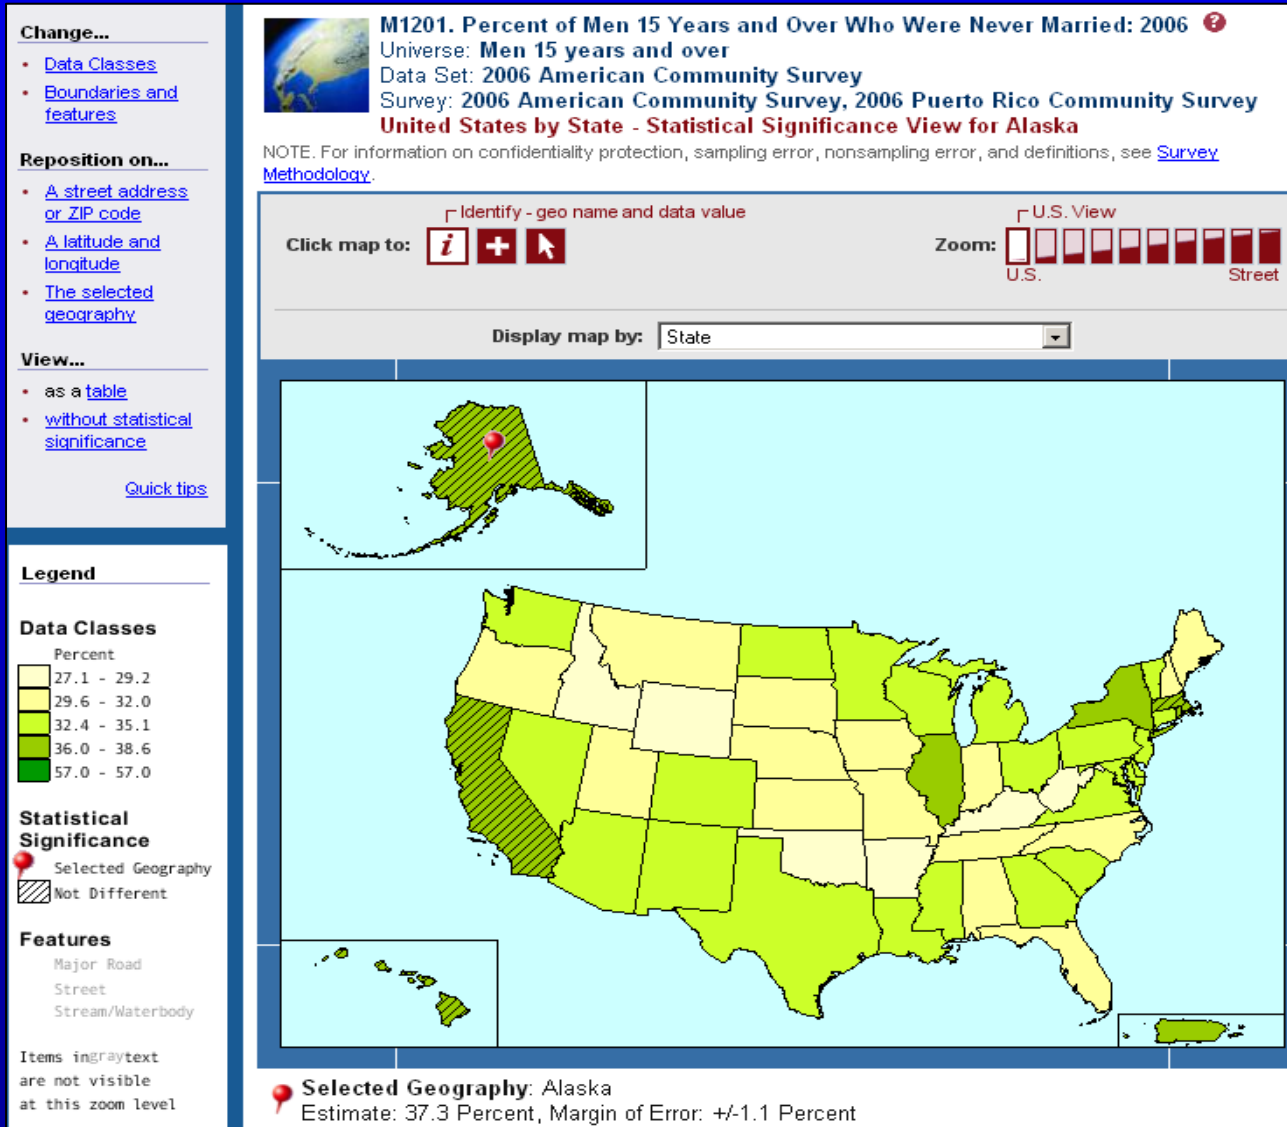 Change...
• Data Classes
• Boundaries and
features
Reposition on...
• A street address
or ZIP code
• A latitude and
longitude
• The selected
geography
View...
• as a table
• without statistical
significance
Quick tips
Legend
Data Classes
Percent
27.1 - 29.2
29.6 - 32.0
32.4 - 35.1
36.0 - 38.6
57.0 - 57.0
Statistical
Significance
Selected Geography
Not Different
Features
Major Road
Street
Stream/Waterbody
Items ingraytext
are not visible
at this zoom level
M1201. Percent of Men 15 Years and Over Who Were Never Married: 2006 ?
Universe: Men 15 years and over
Data Set: 2006 American Community Survey
Survey: 2006 American Community Survey, 2006 Puerto Rico Community Survey
United States by State - Statistical Significance View for Alaska
NOTE. For information on confidentiality protection, sampling error, nonsampling error, and definitions, see Survey
Methodology.
Identify - geo name and data value
U.S. View
Click map to: i
Zoom:
U.S. Street
Display map by: State
Selected Geography: Alaska
Estimate: 37.3 Percent, Margin of Error: +/-1.1 Percent